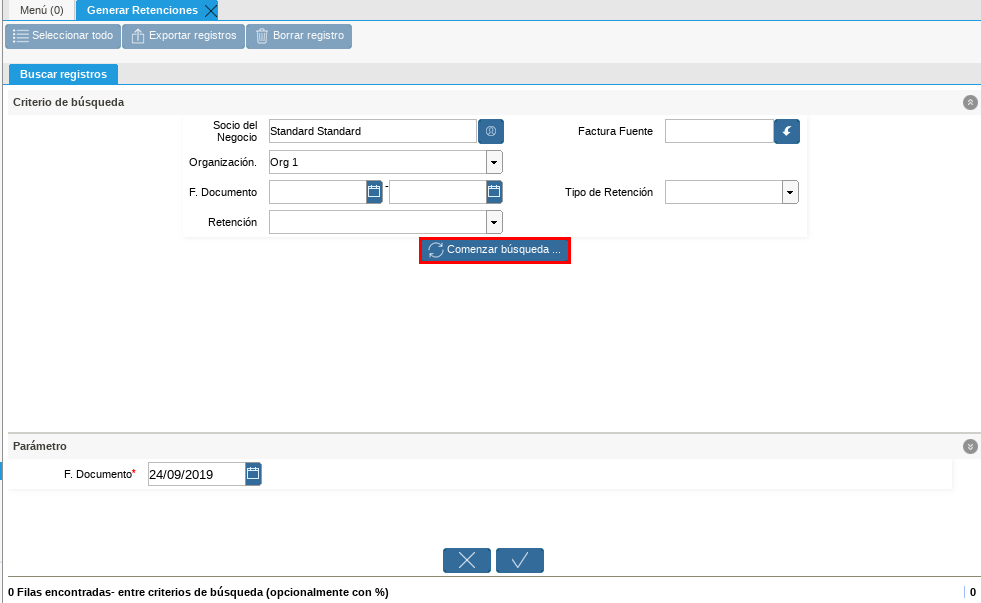 Menú (0) Generar Retenciones
Seleccionar todo Exportar registros Borrar registro
Buscar registros
Criterio de búsqueda
Socio del Negocio Standard Standard Factura Fuente
Organización. Org 1
F. Documento - Tipo de Retención
Retención
Comenzar búsqueda ...
Parámetro
F. Documento* 24/09/2019
0 Filas encontradas- entre criterios de búsqueda (opcionalmente con %) 0